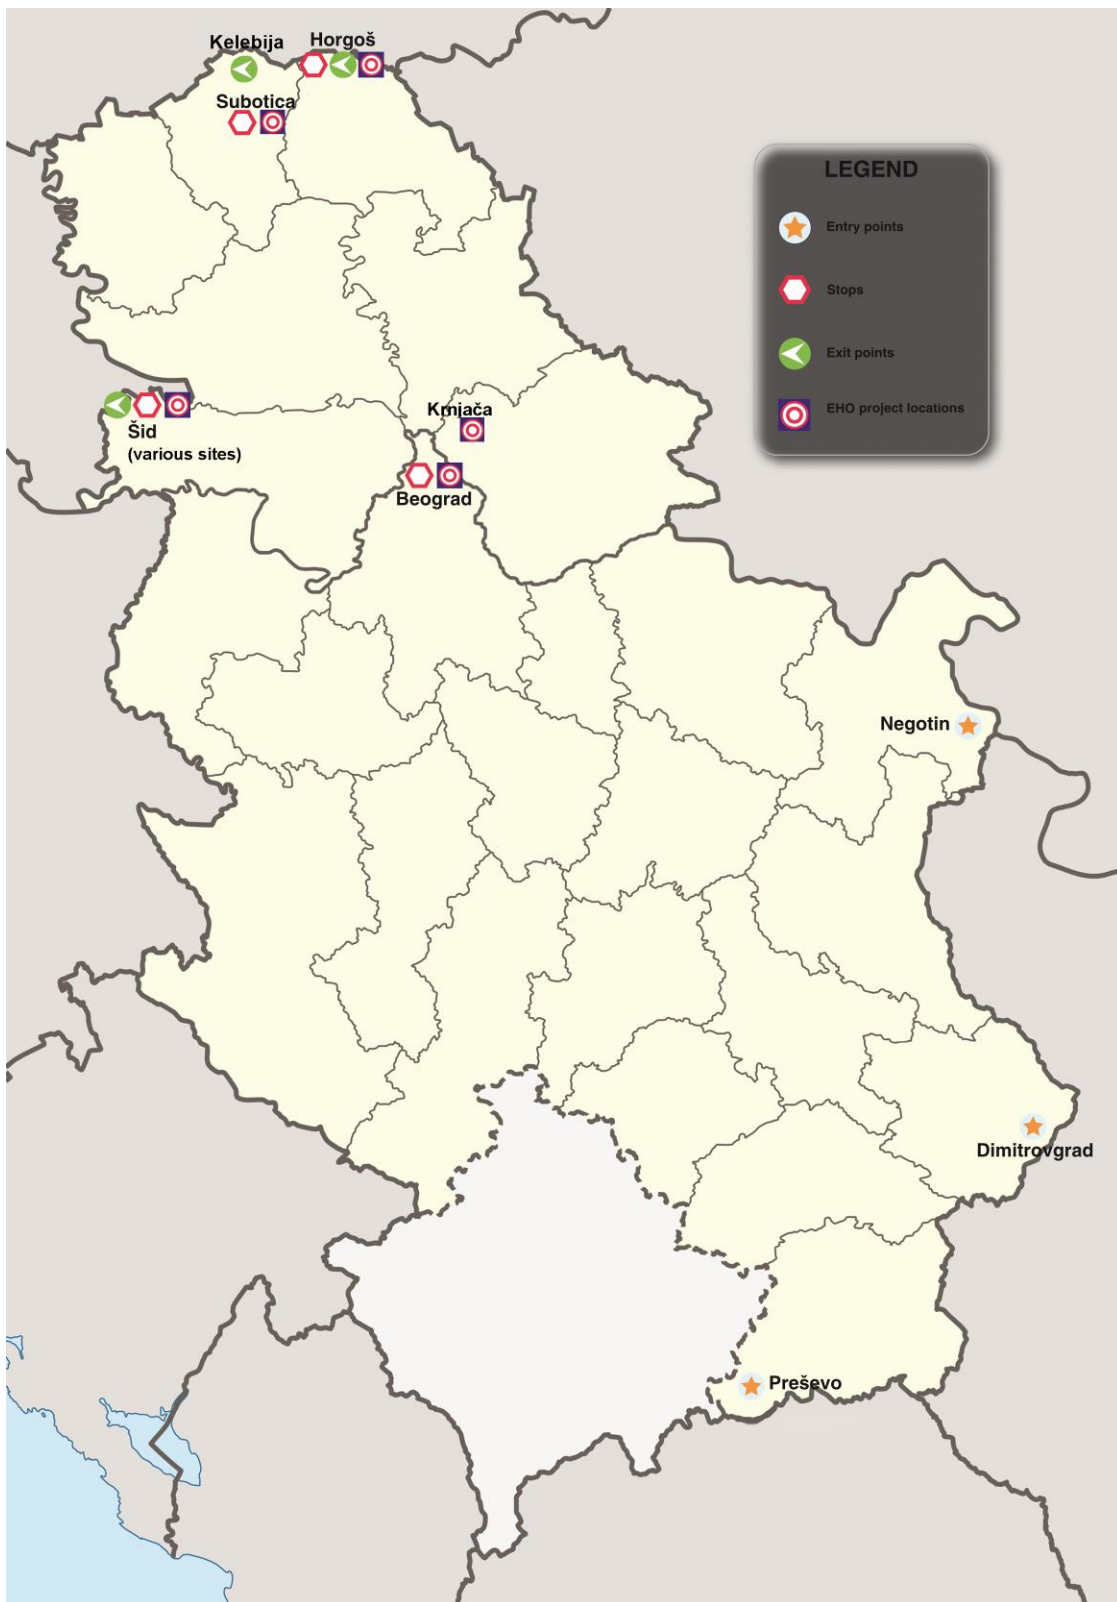 Kelebija
Horgoš
Subotica
LEGEND
Entry points
Stops
Exit points
EHO project locations
Krnjača
Šid
(various sites)
Beograd
Negotin
Dimitrovgrad
Preševo